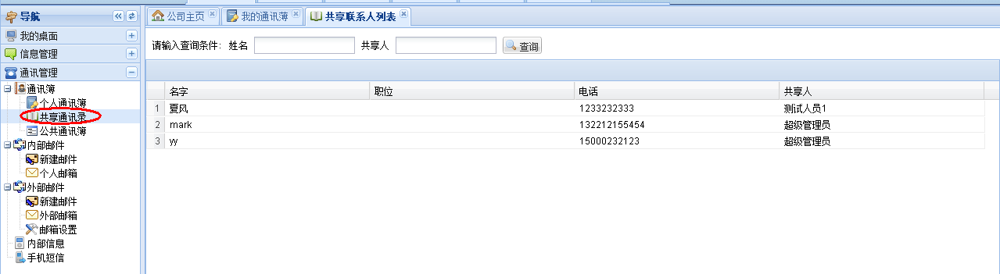 导航
我的桌面
信息管理
通讯管理
通讯簿
个人通讯簿
共享通讯录
公共通讯簿
内部邮件
新建邮件
个人邮箱
外部邮件
新建邮件
外部邮箱
邮箱设置
内部信息
手机短信
公司主页 我的通讯簿 共享联系人列表
请输入查询条件: 姓名 共享人 查询
名字 职位 电话 共享人
1 夏风 1233232333 测试人员1
2 mark 132212155454 超级管理员
3 yy 15000232123 超级管理员